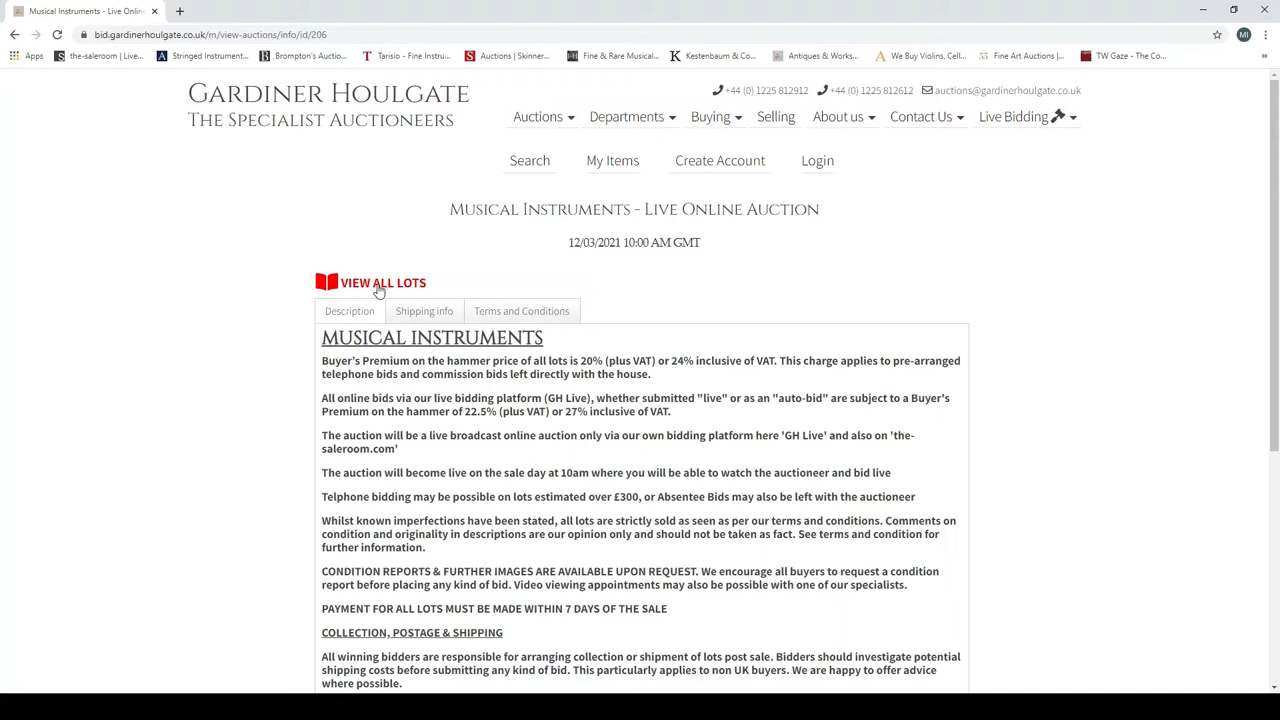 Musical Instruments - Live Onlin
bid.gardinerhoulgate.co.uk/m/view-auctions/info/id/206
MI
Apps the-saleroom | Live... Stringed Instrument... Brompton's Auctio... Tarisio - Fine Instru... Auctions | Skinner... Fine & Rare Musical... Kestenbaum & Co... Antiques & Works... We Buy Violins, Cell... Fine Art Auctions |... TW Gaze - The Co...
GARDINER HOULGATE
THE SPECIALIST AUCTIONEERS
+44 (0) 1225 812912 +44 (0) 1225 812612 auctions@gardinerhoulgate.co.uk
Auctions Departments Buying Selling About us Contact Us Live Bidding
Search My Items Create Account Login
MUSICAL INSTRUMENTS - LIVE ONLINE AUCTION
12/03/2021 10:00 AM GMT
VIEW ALL LOTS
Description Shipping info Terms and Conditions
MUSICAL INSTRUMENTS
Buyer's Premium on the hammer price of all lots is 20% (plus VAT) or 24% inclusive of VAT. This charge applies to pre-arranged
telephone bids and commission bids left directly with the house.
All online bids via our live bidding platform (GH Live), whether submitted "live" or as an "auto-bid" are subject to a Buyer's
Premium on the hammer of 22.5% (plus VAT) or 27% inclusive of VAT.
The auction will be a live broadcast online auction only via our own bidding platform here 'GH Live' and also on 'the-
saleroom.com'
The auction will become live on the sale day at 10am where you will be able to watch the auctioneer and bid live
Telphone bidding may be possible on lots estimated over £300, or Absentee Bids may also be left with the auctioneer
Whilst known imperfections have been stated, all lots are strictly sold as seen as per our terms and conditions. Comments on
condition and originality in descriptions are our opinion only and should not be taken as fact. See terms and condition for
further information.
CONDITION REPORTS & FURTHER IMAGES ARE AVAILABLE UPON REQUEST. We encourage all buyers to request a condition
report before placing any kind of bid. Video viewing appointments may also be possible with one of our specialists.
PAYMENT FOR ALL LOTS MUST BE MADE WITHIN 7 DAYS OF THE SALE
COLLECTION, POSTAGE & SHIPPING
All winning bidders are responsible for arranging collection or shipment of lots post sale. Bidders should investigate potential
shipping costs before submitting any kind of bid. This particularly applies to non UK buyers. We are happy to offer advice
where possible.